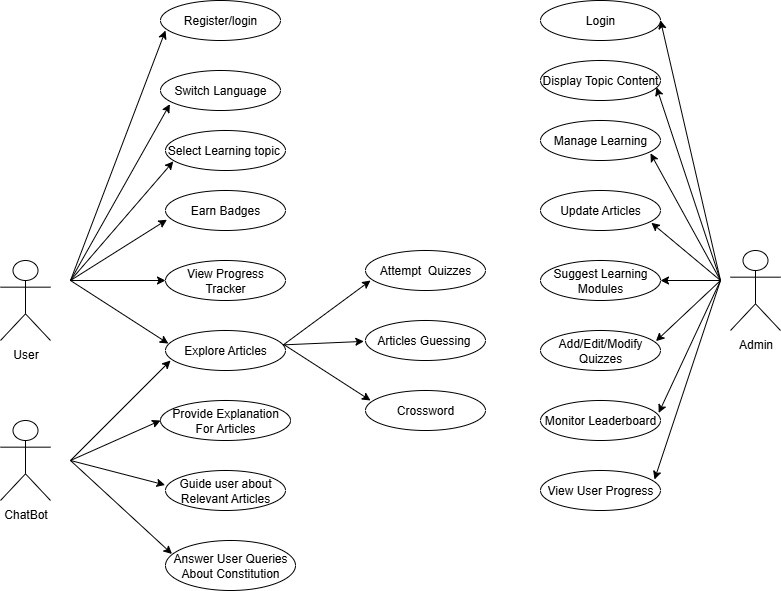 Register/login
Switch Language
Select Learning topic
Earn Badges
View Progress
Tracker
Explore Articles
Provide Explanation
For Articles
Guide user about
Relevant Articles
Answer User Queries
About Constitution
User
ChatBot
Attempt Quizzes
Articles Guessing
Crossword
Login
Display Topic Content
Manage Learning
Update Articles
Suggest Learning
Modules
Add/Edit/Modify
Quizzes
Monitor Leaderboard
View User Progress
Admin